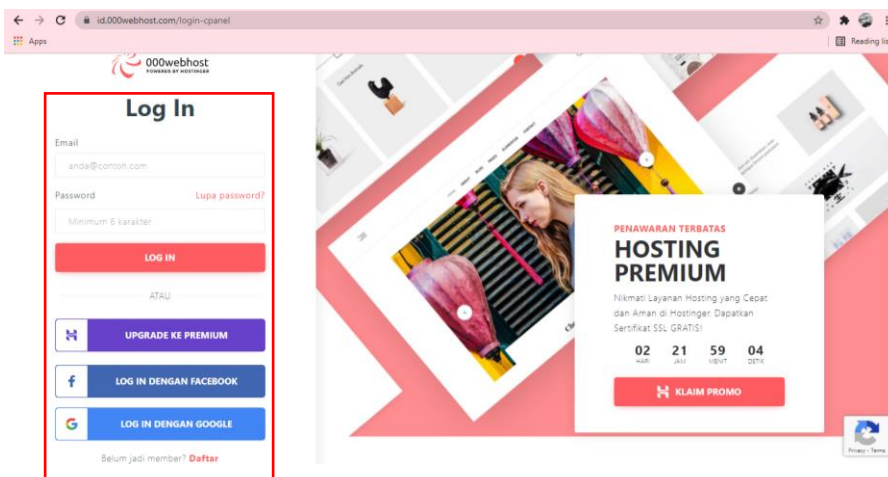 id.000webhost.com/login-cpanel
Apps
Reading lis
000webhost
POWERED BY HOSTINGER
Log In
Email
anda@contoh.com
Password
Lupa password?
Minimum 6 karakter
LOG IN
ATAU
UPGRADE KE PREMIUM
LOG IN DENGAN FACEBOOK
LOG IN DENGAN GOOGLE
Belum jadi member? Daftar
PENAWARAN TERBATAS
HOSTING
PREMIUM
Nikmati Layanan Hosting yang Cepat
dan Aman di Hostinger. Dapatkan
Sertifikat SSL GRATIS!
02 21 59 04
HARI JAM MENIT DETIK
KLAIM PROMO
Privacy - Terms